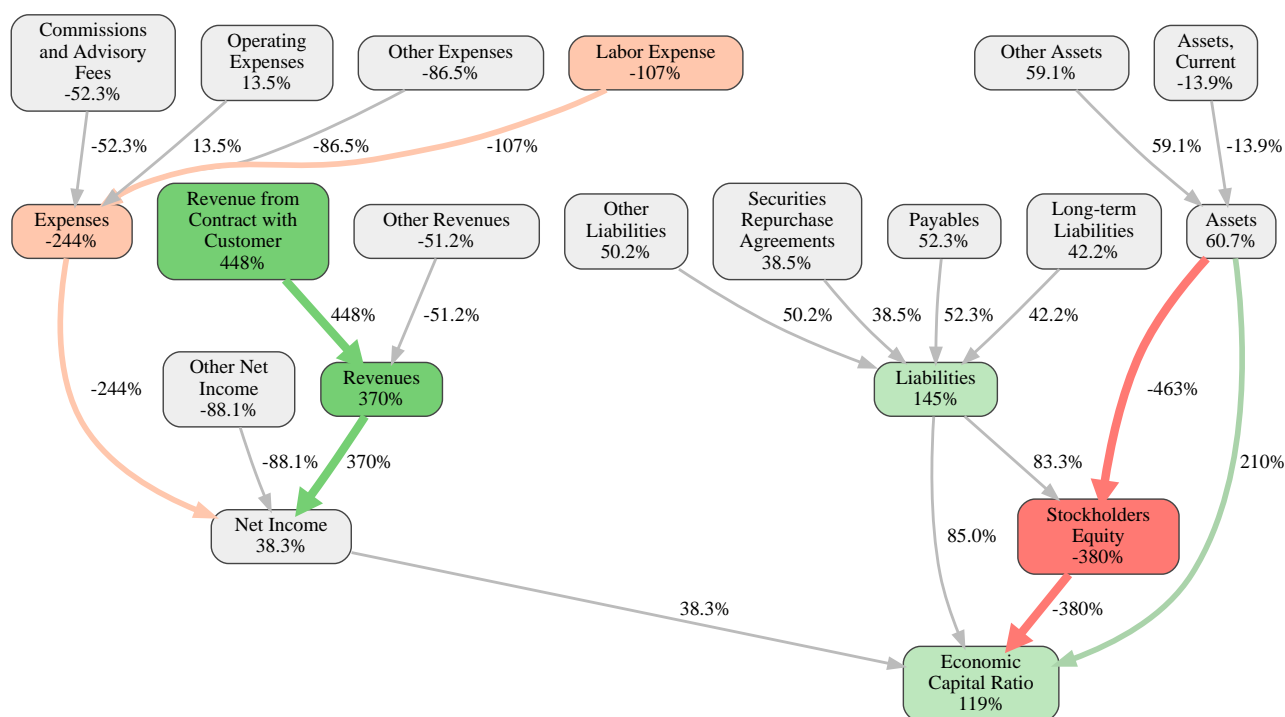 Commissions
and Advisory
Fees
-52.3%
Operating
Expenses
13.5%
Other Expenses
-86.5%
Labor Expense
-107%
Other Assets
59.1%
Assets,
Current
-13.9%
-52.3%
13.5%
-86.5%
-107%
59.1%
-13.9%
Expenses
-244%
Revenue from
Contract with
Customer
448%
Other Revenues
-51.2%
Other
Liabilities
50.2%
Securities
Repurchase
Agreements
38.5%
Payables
52.3%
Long-term
Liabilities
42.2%
Assets
60.7%
448%
-51.2%
50.2%
38.5%
52.3%
42.2%
-244%
Other Net
Income
-88.1%
Revenues
370%
Liabilities
145%
-463%
-88.1%
370%
83.3%
210%
Net Income
38.3%
85.0%
Stockholders
Equity
-380%
38.3%
-380%
Economic
Capital Ratio
119%